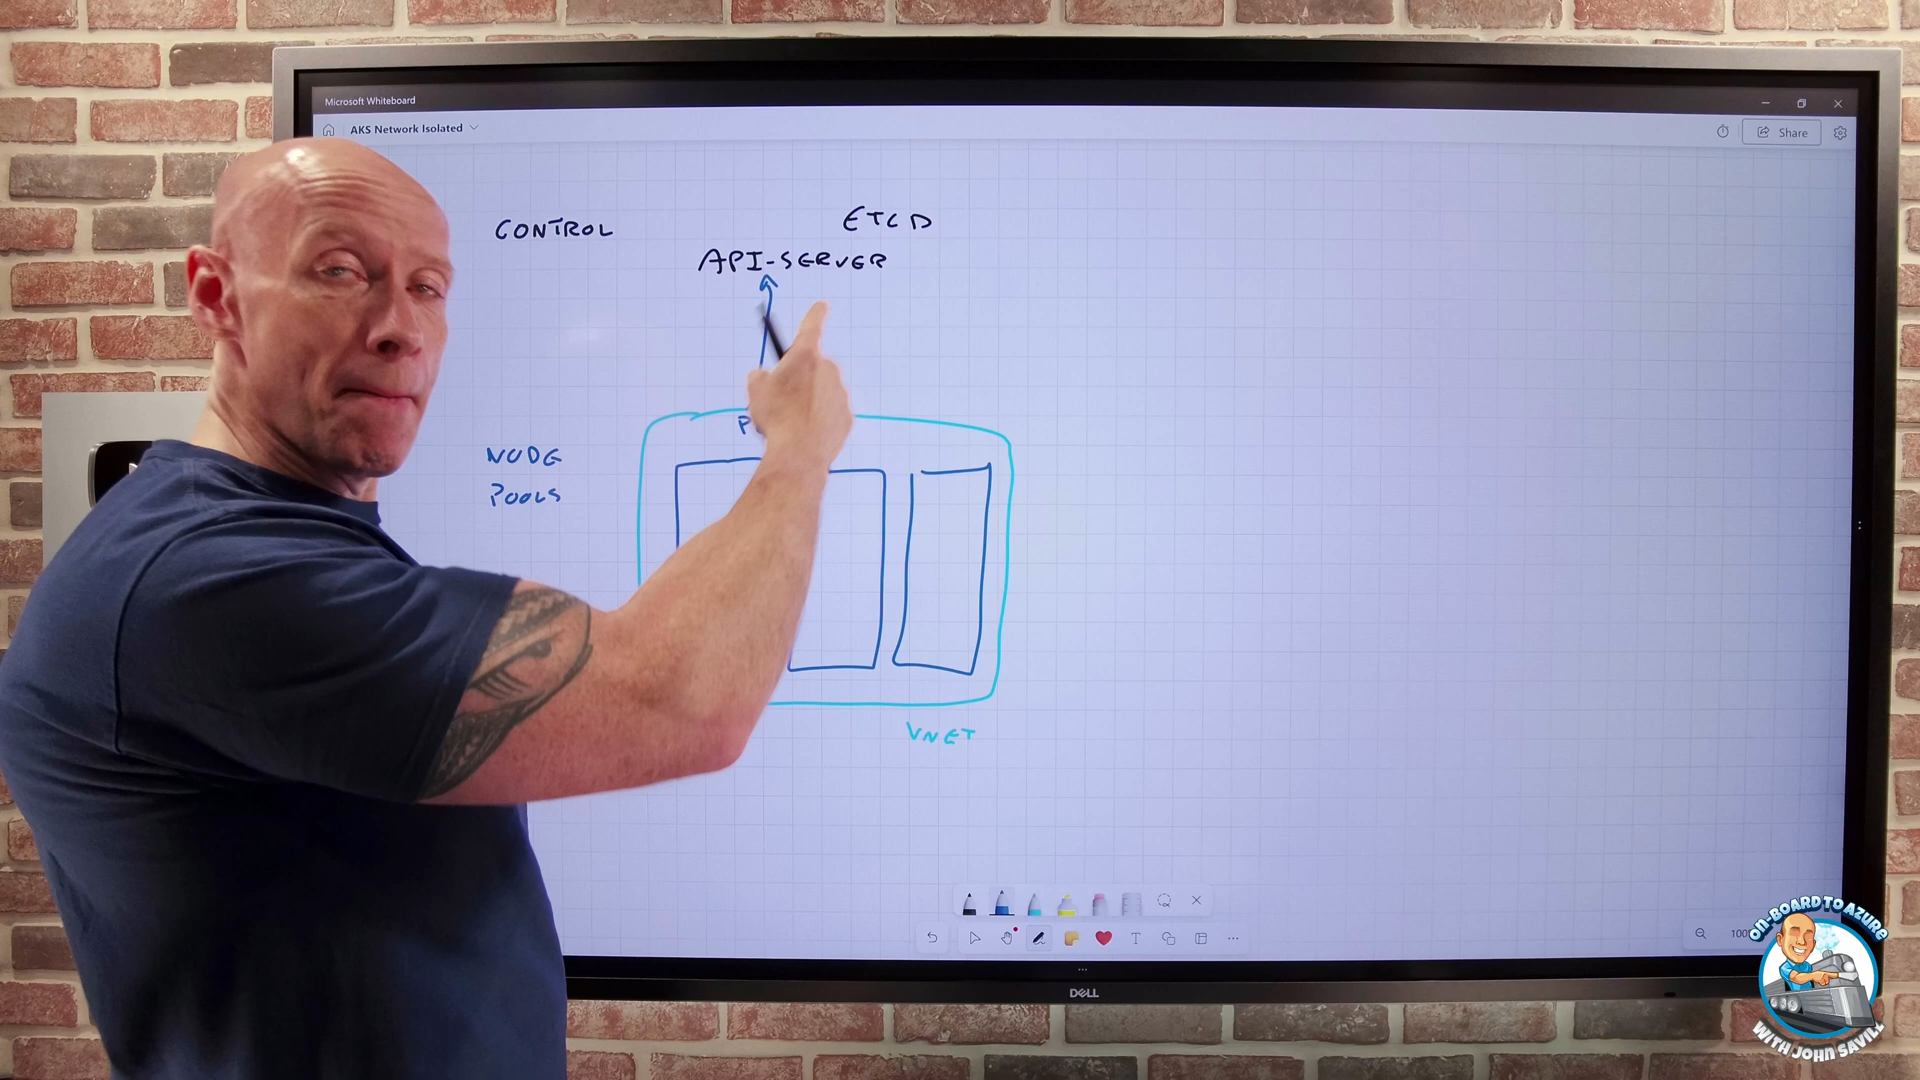 Microsoft Whiteboard
AKS Network Isolated
Share
CONTROL
ETCD
API-SERVER
NODE
POOLS
VNET
DELL
ON-BOARD TO AZURE
WITH JOHN SAVILL